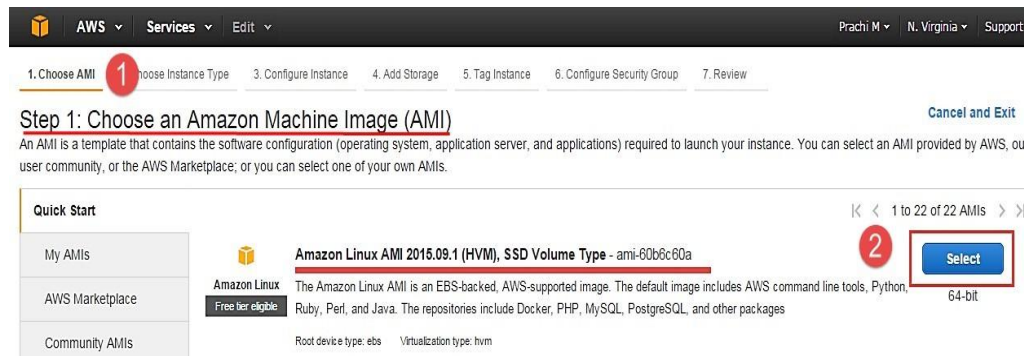 AWS Services Edit Prachi M N. Virginia Support
1. Choose AMI 1 hoose Instance Type 3. Configure Instance 4. Add Storage 5. Tag Instance 6. Configure Security Group 7. Review
Step 1: Choose an Amazon Machine Image (AMI) Cancel and Exit
An AMI is a template that contains the software configuration (operating system, application server, and applications) required to launch your instance. You can select an AMI provided by AWS, ou
user community, or the AWS Marketplace; or you can select one of your own AMIs.
Quick Start 1 to 22 of 22 AMIs
My AMIs
AWS Marketplace
Community AMIs
Amazon Linux
Free tier eligible
Amazon Linux AMI 2015.09.1 (HVM), SSD Volume Type - ami-60b6c60a
The Amazon Linux AMI is an EBS-backed, AWS-supported image. The default image includes AWS command line tools, Python,
Ruby, Perl, and Java. The repositories include Docker, PHP, MySQL, PostgreSQL, and other packages
Root device type: ebs Virtualization type: hvm
2 Select
64-bit